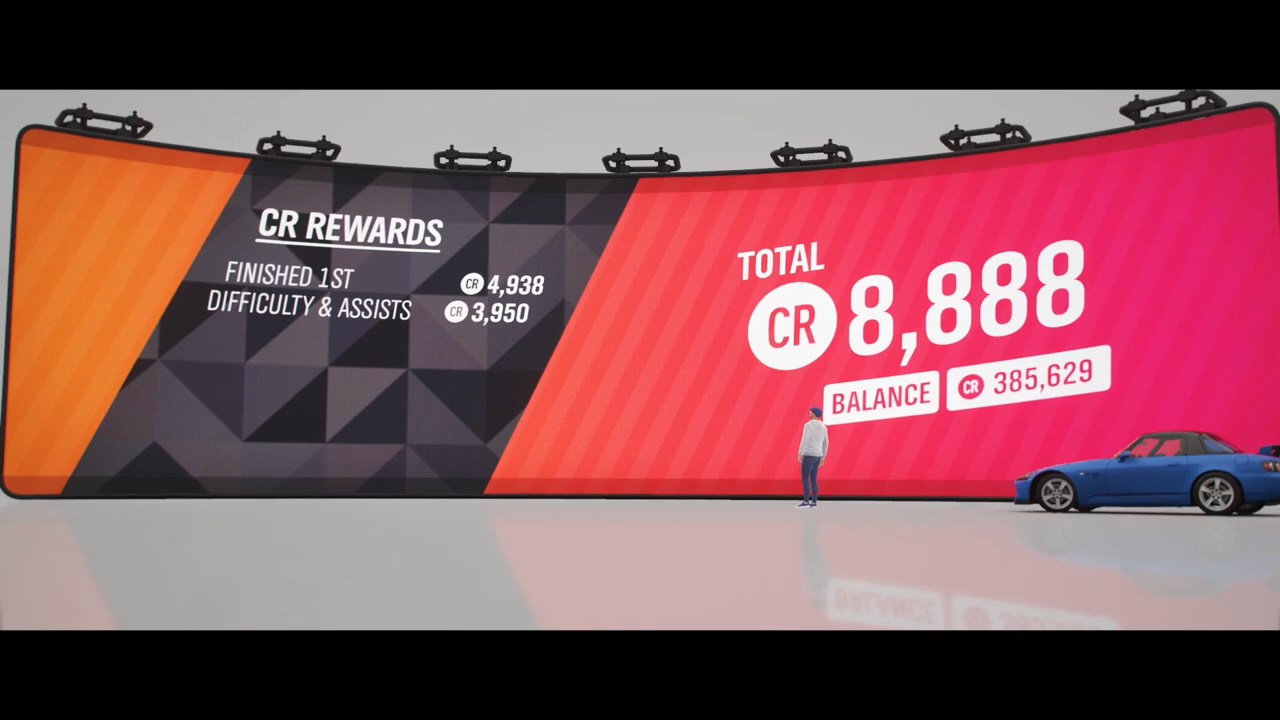 CR REWARDS
FINISHED 1ST CR 4,938
DIFFICULTY & ASSISTS CR 3,950
TOTAL
CR 8,888
BALANCE CR 385,629